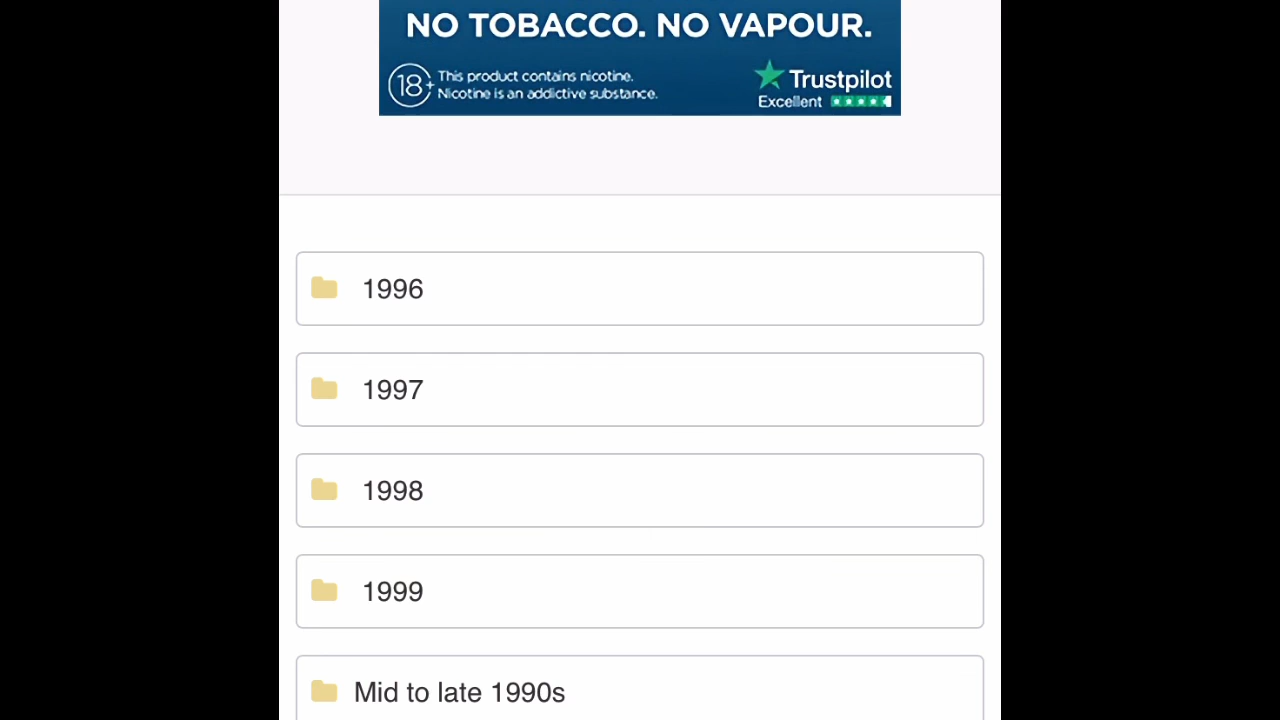 NO TOBACCO. NO VAPOUR.
18+
This product contains nicotine.
Nicotine is an addictive substance.
Trustpilot
Excellent
1996
1997
1998
1999
Mid to late 1990s